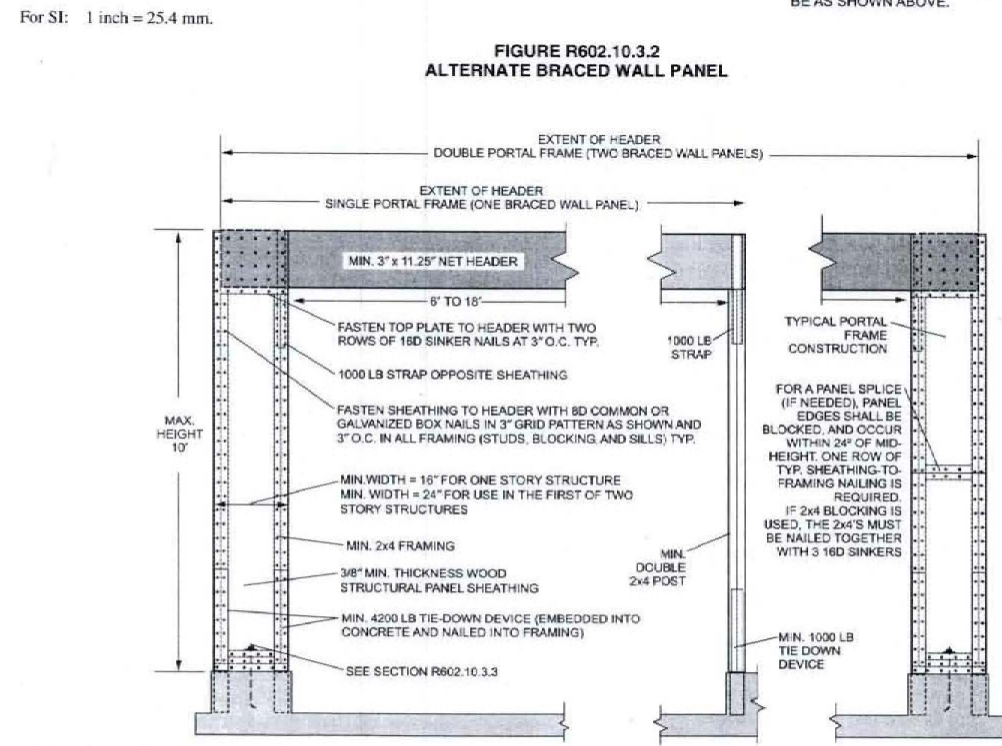 BE AS SHOWN ABOVE.
For SI: 1 inch = 25.4 mm.
FIGURE R602.10.3.2
ALTERNATE BRACED WALL PANEL
EXTENT OF HEADER
DOUBLE PORTAL FRAME (TWO BRACED WALL PANELS)
EXTENT OF HEADER
SINGLE PORTAL FRAME (ONE BRACED WALL PANEL)
MIN. 3" x 11.25" NET HEADER
6' TO 18'
FASTEN TOP PLATE TO HEADER WITH TWO
ROWS OF 16D SINKER NAILS AT 3" O.C. TYP.
1000 LB
STRAP
TYPICAL PORTAL
FRAME
CONSTRUCTION
1000 LB STRAP OPPOSITE SHEATHING
FASTEN SHEATHING TO HEADER WITH 8D COMMON OR
GALVANIZED BOX NAILS IN 3" GRID PATTERN AS SHOWN AND
3" O.C. IN ALL FRAMING (STUDS, BLOCKING, AND SILLS) TYP.
MAX.
HEIGHT
10'
FOR A PANEL SPLICE
(IF NEEDED), PANEL
EDGES SHALL BE
BLOCKED, AND OCCUR
WITHIN 24" OF MID-
HEIGHT. ONE ROW OF
TYP. SHEATHING-TO-
FRAMING NAILING IS
REQUIRED.
IF 2x4 BLOCKING IS
USED, THE 2x4'S MUST
BE NAILED TOGETHER
WITH 3 16D SINKERS
MIN.WIDTH = 16" FOR ONE STORY STRUCTURE
MIN. WIDTH = 24" FOR USE IN THE FIRST OF TWO
STORY STRUCTURES
MIN. 2x4 FRAMING
3/8" MIN. THICKNESS WOOD
STRUCTURAL PANEL SHEATHING
MIN.
DOUBLE
2x4 POST
MIN. 4200 LB TIE-DOWN DEVICE (EMBEDDED INTO
CONCRETE AND NAILED INTO FRAMING)
MIN. 1000 LB
TIE DOWN
DEVICE
SEE SECTION R602.10.3.3